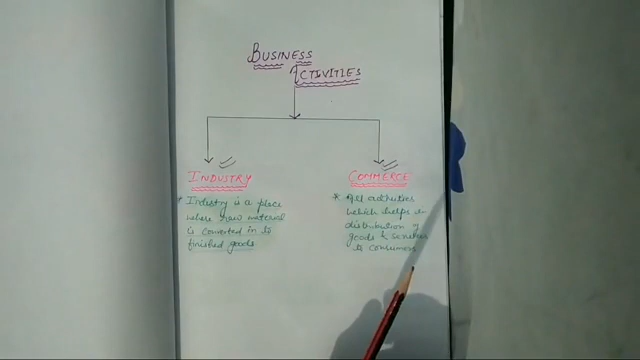 BUSINESS
ACTIVITIES
INDUSTRY
* Industry is a place
where raw material
is converted in to
finished goods
COMMERCE
* All activities
which helps in
distribution of
goods & services
to consumers